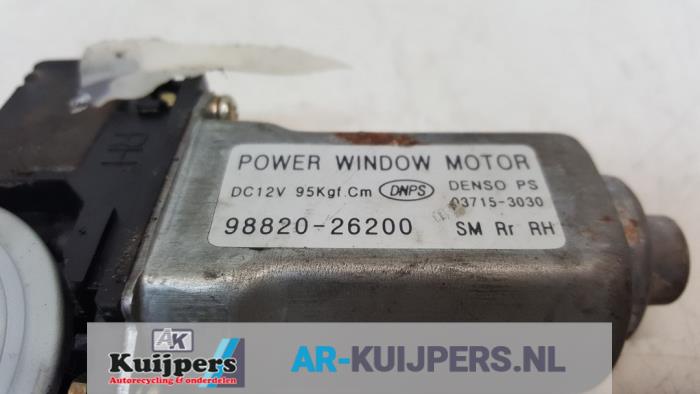 RH
POWER WINDOW MOTOR
DC12V 95Kgf.Cm DNPS DENSO PS
03715-3030
98820-26200 SM Rr RH
AK
Kuijpers
Autorecycling & onderdelen
AR-KUIJPERS.NL